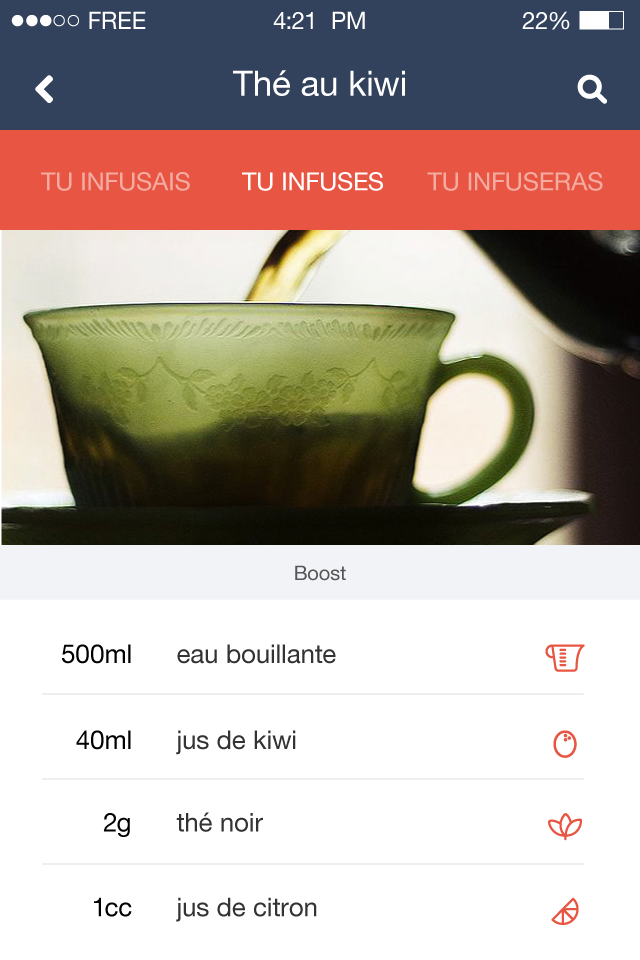 FREE 4:21 PM 22%
Thé au kiwi
TU INFUSAIS TU INFUSES TU INFUSERAS
Boost
500ml eau bouillante
40ml jus de kiwi
2g thé noir
1cc jus de citron